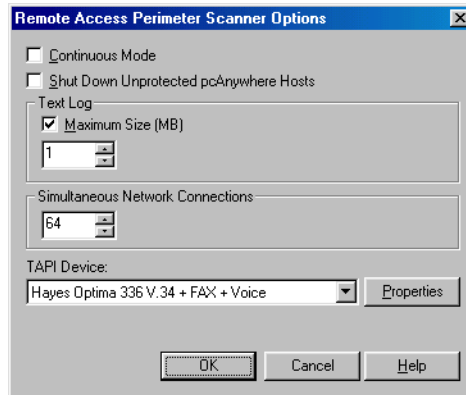 Remote Access Perimeter Scanner Options
Continuous Mode
Shut Down Unprotected pcAnywhere Hosts
Text Log
Maximum Size (MB)
1
Simultaneous Network Connections
64
TAPI Device:
Hayes Optima 336 V.34 + FAX + Voice
Properties
OK Cancel Help